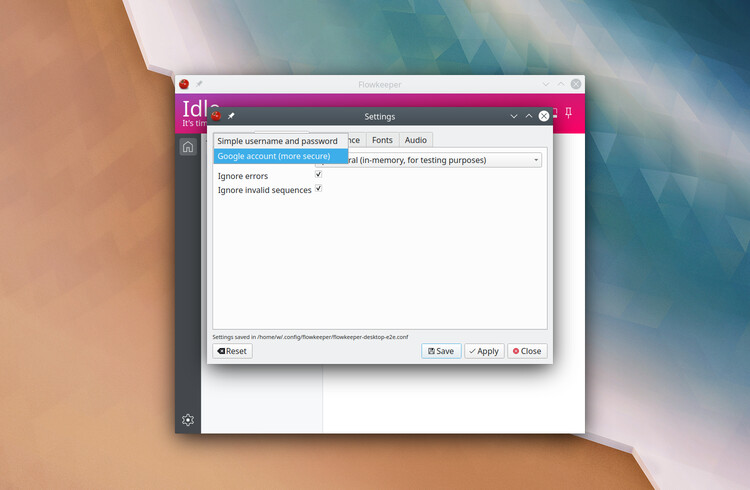 Flowkeeper
Idle
It's tim
Settings
Simple username and password
Google account (more secure)
nce
Fonts
Audio
ral (in-memory, for testing purposes)
Ignore errors
Ignore invalid sequences
Settings saved in /home/w/.config/flowkeeper/flowkeeper-desktop-e2e.conf
Reset
Save
Apply
Close